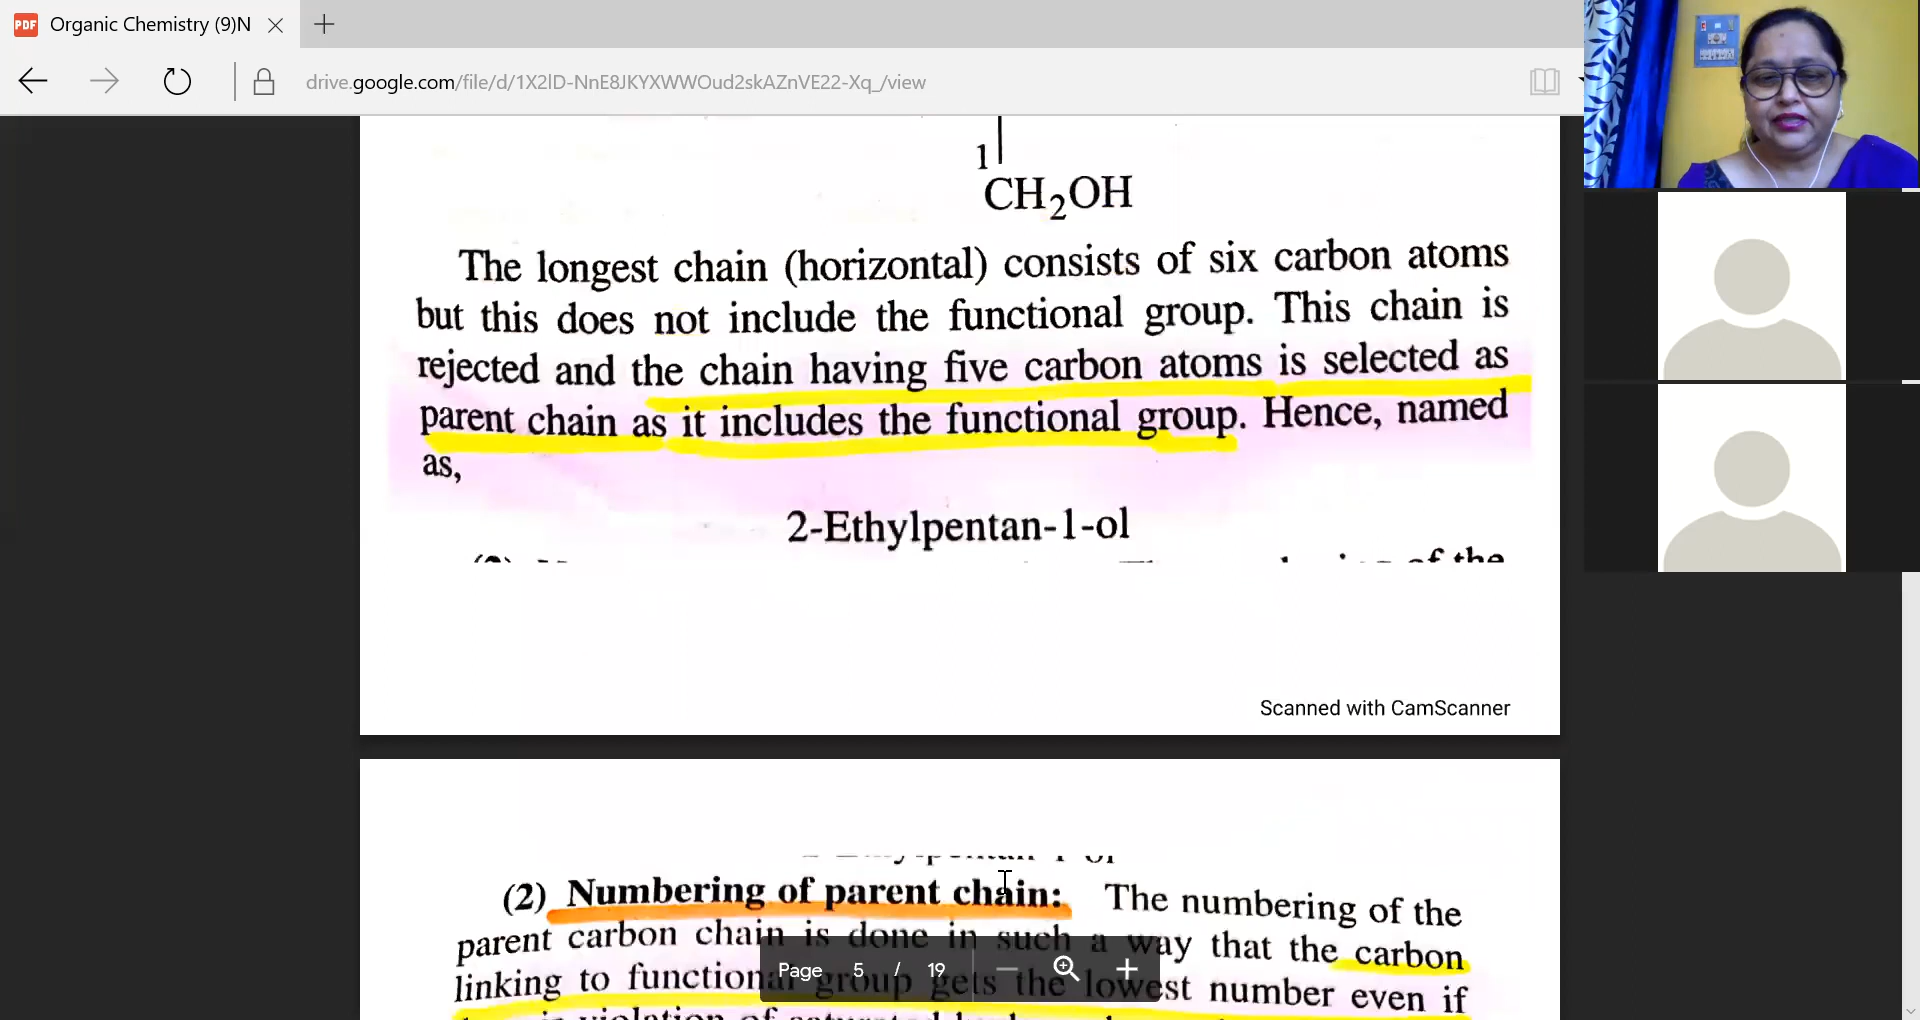 PDF Organic Chemistry (9)N
drive.google.com/file/d/1X2lD-NnE8JKYXWWOud2skAZnVE22-Xq_/view
1
CH₂OH
The longest chain (horizontal) consists of six carbon atoms
but this does not include the functional group. This chain is
rejected and the chain having five carbon atoms is selected as
parent chain as it includes the functional group. Hence, named
as,
2-Ethylpentan-1-ol
of the
Scanned with CamScanner
(2) Numbering of parent chain: The numbering of the
parent carbon chain is done in such a way that the carbon
linking to functional group gets the lowest number even if
Page 5 / 19